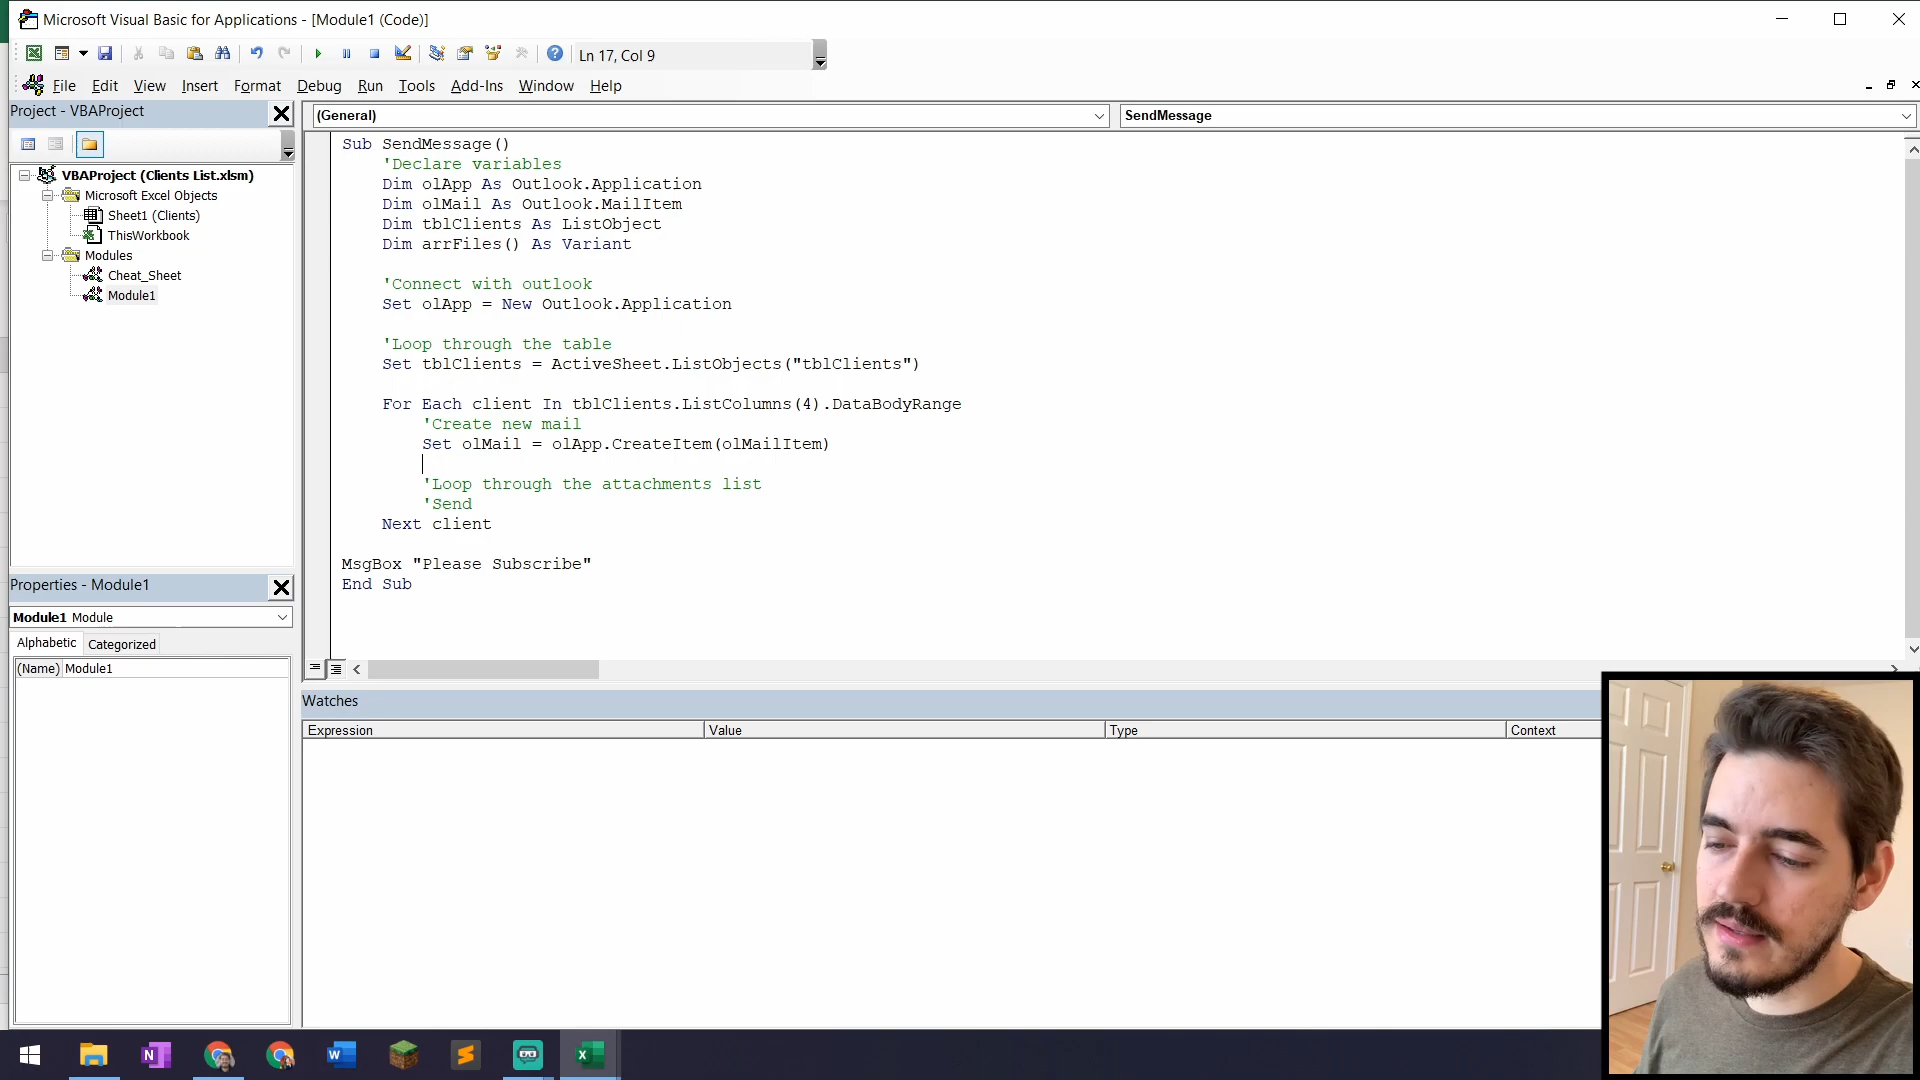 Microsoft Visual Basic for Applications - [Module1 (Code)]
Ln 17, Col 9
File Edit View Insert Format Debug Run Tools Add-Ins Window Help
Project - VBAProject
(General)
SendMessage
VBAProject (Clients List.xlsm)
Microsoft Excel Objects
Sheet1 (Clients)
ThisWorkbook
Modules
Cheat_Sheet
Module1
Sub SendMessage()
'Declare variables
Dim olApp As Outlook.Application
Dim olMail As Outlook.MailItem
Dim tblClients As ListObject
Dim arrFiles() As Variant
'Connect with outlook
Set olApp = New Outlook.Application
'Loop through the table
Set tblClients = ActiveSheet.ListObjects("tblClients")
For Each client In tblClients.ListColumns(4).DataBodyRange
'Create new mail
Set olMail = olApp.CreateItem(olMailItem)
'Loop through the attachments list
'Send
Next client
MsgBox "Please Subscribe"
End Sub
Properties - Module1
Module1 Module
Alphabetic Categorized
(Name) Module1
Watches
Expression Value Type Context